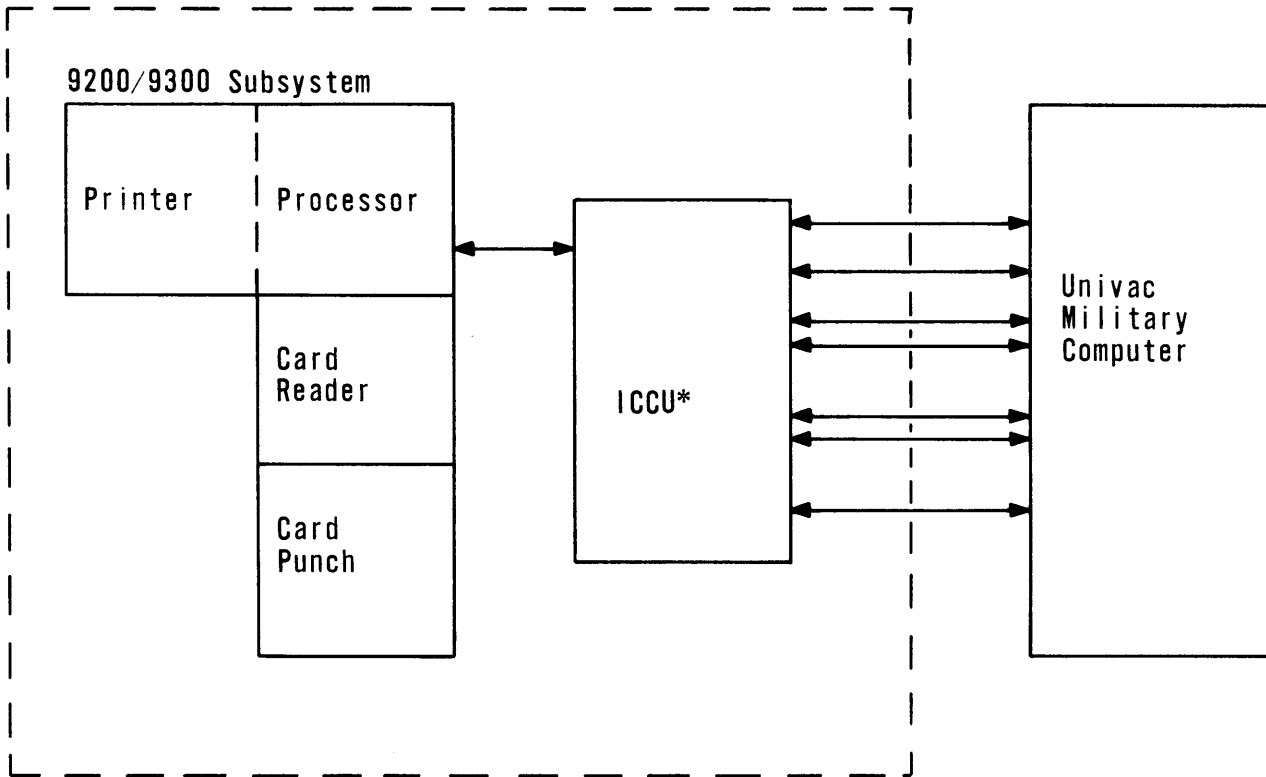 9200/9300 Subsystem
Printer
Processor
Card
Reader
Card
Punch
ICCU*
Univac
Military
Computer